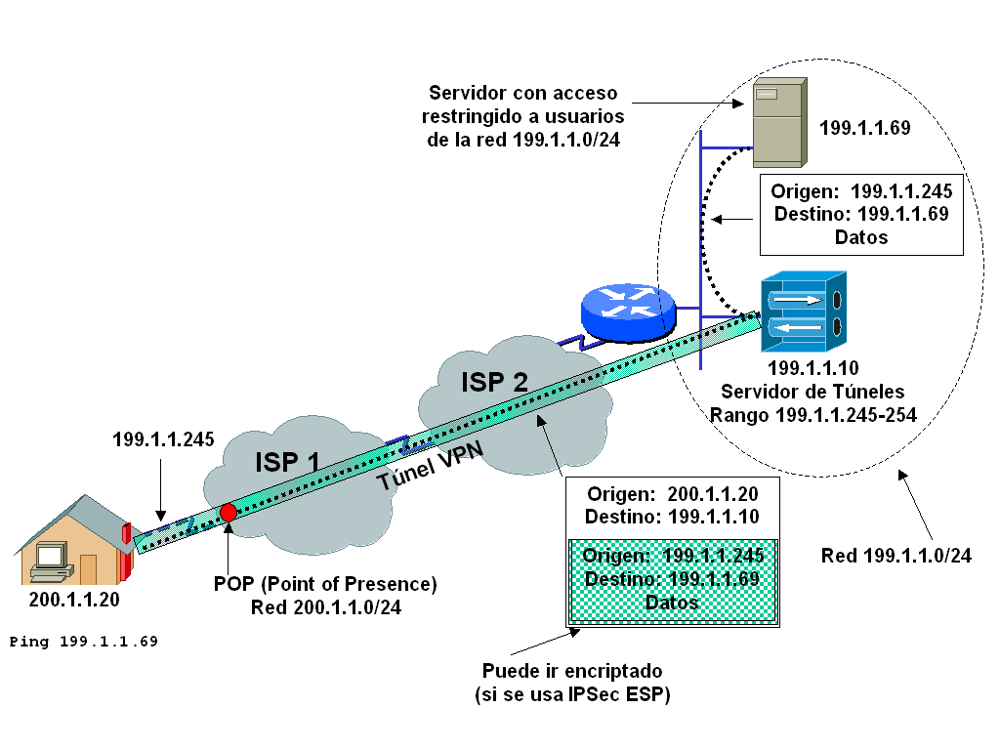 Servidor con acceso
restringido a usuarios
de la red 199.1.1.0/24
199.1.1.69
Origen: 199.1.1.245
Destino: 199.1.1.69
Datos
199.1.1.10
Servidor de Túneles
Rango 199.1.1.245-254
ISP 2
199.1.1.245
ISP 1
Túnel VPN
Origen: 200.1.1.20
Destino: 199.1.1.10
Origen: 199.1.1.245
Destino: 199.1.1.69
Datos
Red 199.1.1.0/24
POP (Point of Presence)
Red 200.1.1.0/24
200.1.1.20
Ping 199.1.1.69
Puede ir encriptado
(si se usa IPSec ESP)